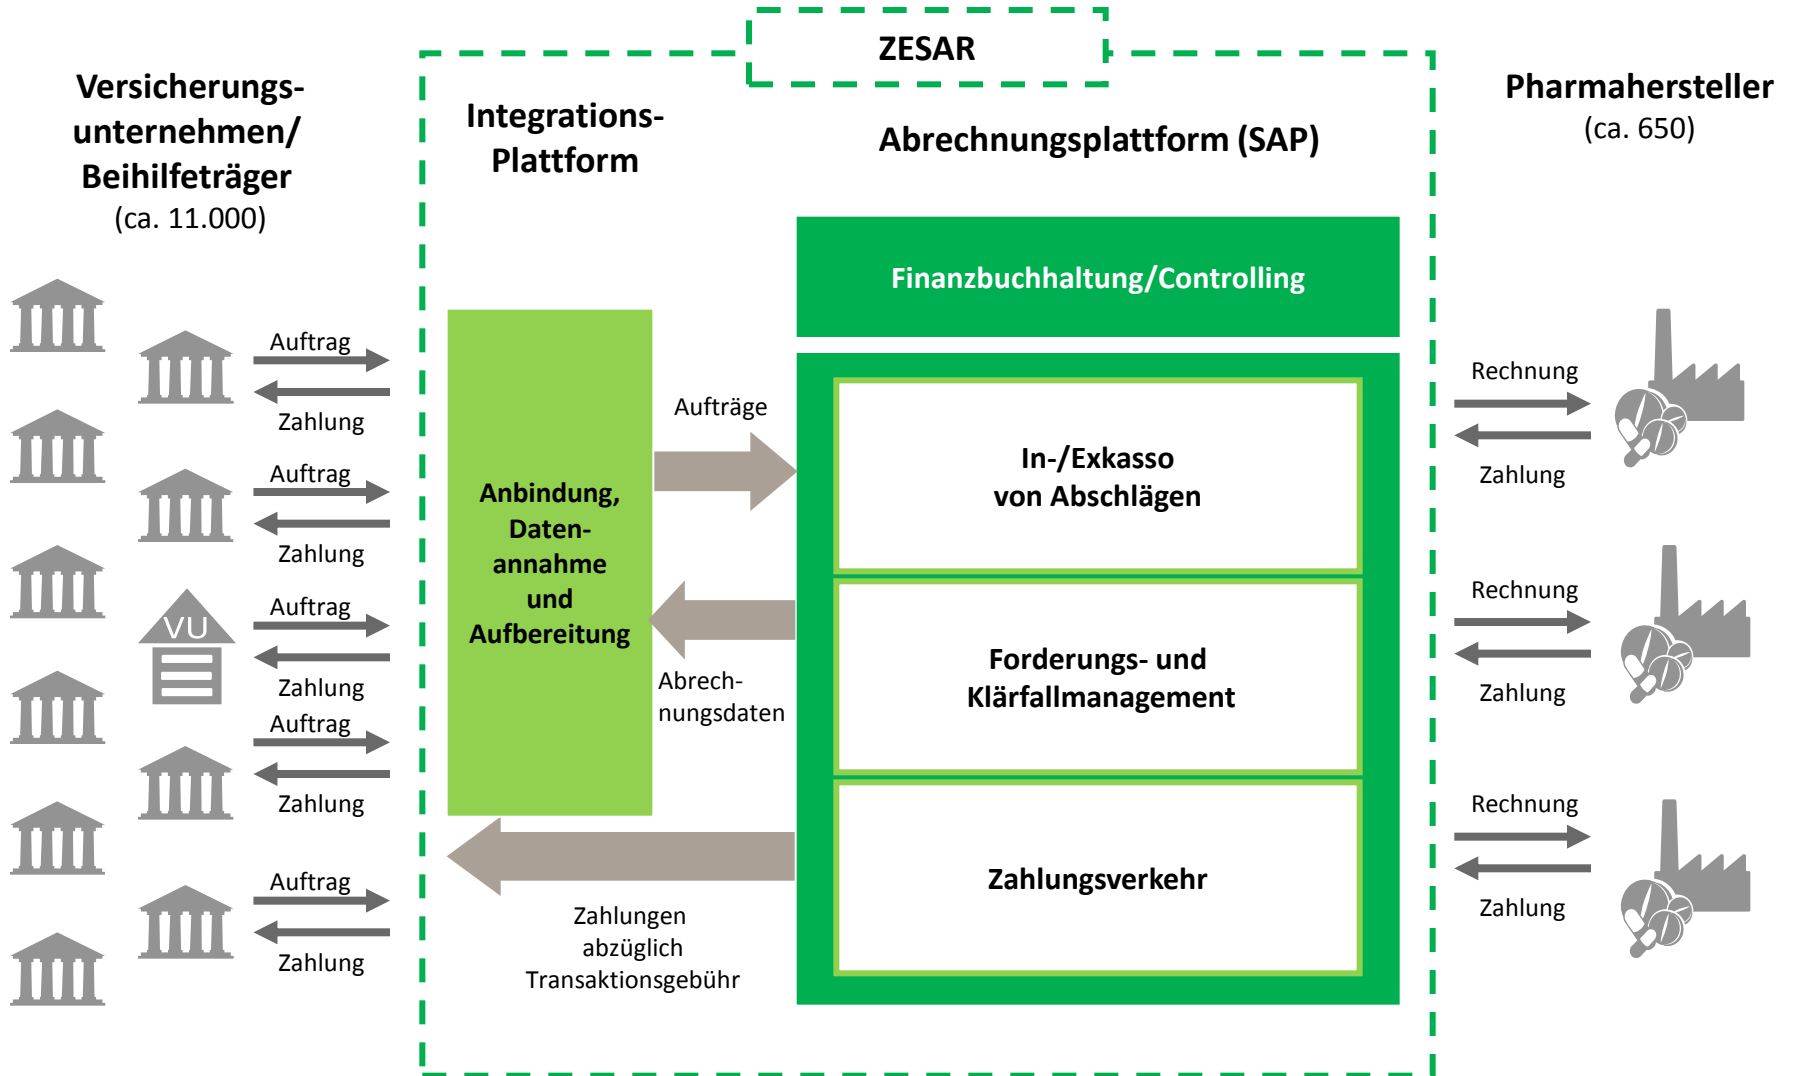 ZESAR
Versicherungs-
unternehmen/
Beihilfeträger
(ca. 11.000)
Integrations-
Plattform
Abrechnungsplattform (SAP)
Pharmahersteller
(ca. 650)
Finanzbuchhaltung/Controlling
Auftrag
Zahlung
Auftrag
Zahlung
VU
Auftrag
Zahlung
Auftrag
Zahlung
Auftrag
Zahlung
Anbindung,
Daten-
annahme
und
Aufbereitung
Aufträge
Abrech-
nungsdaten
Zahlungen
abzüglich
Transaktionsgebühr
In-/Exkasso
von Abschlägen
Forderungs- und
Klärfallmanagement
Zahlungsverkehr
Rechnung
Zahlung
Rechnung
Zahlung
Rechnung
Zahlung